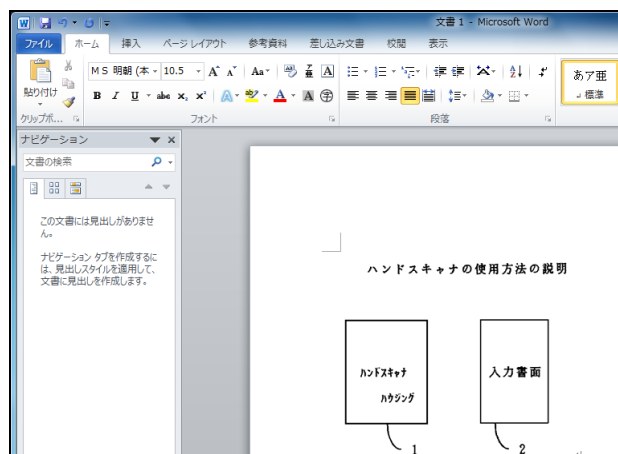 文書 1 - Microsoft Word
ファイル ホーム 挿入 ページ レイアウト 参考資料 差し込み文書 校閲 表示
MS 明朝 (本 10.5 A A Aa A
あア亜
貼り付け
B I U abc x, x² A A A 字
標準
クリップボ... フォント 段落
ナビゲーション
文書の検索
この文書には見出しがありませ
ん。
ナビゲーション タブを作成するに
は、見出しスタイルを適用して、
文書に見出しを作成します。
ハンドスキャナの使用方法の説明
ハンドスキャナ
ハウジング
入力書面
1 2